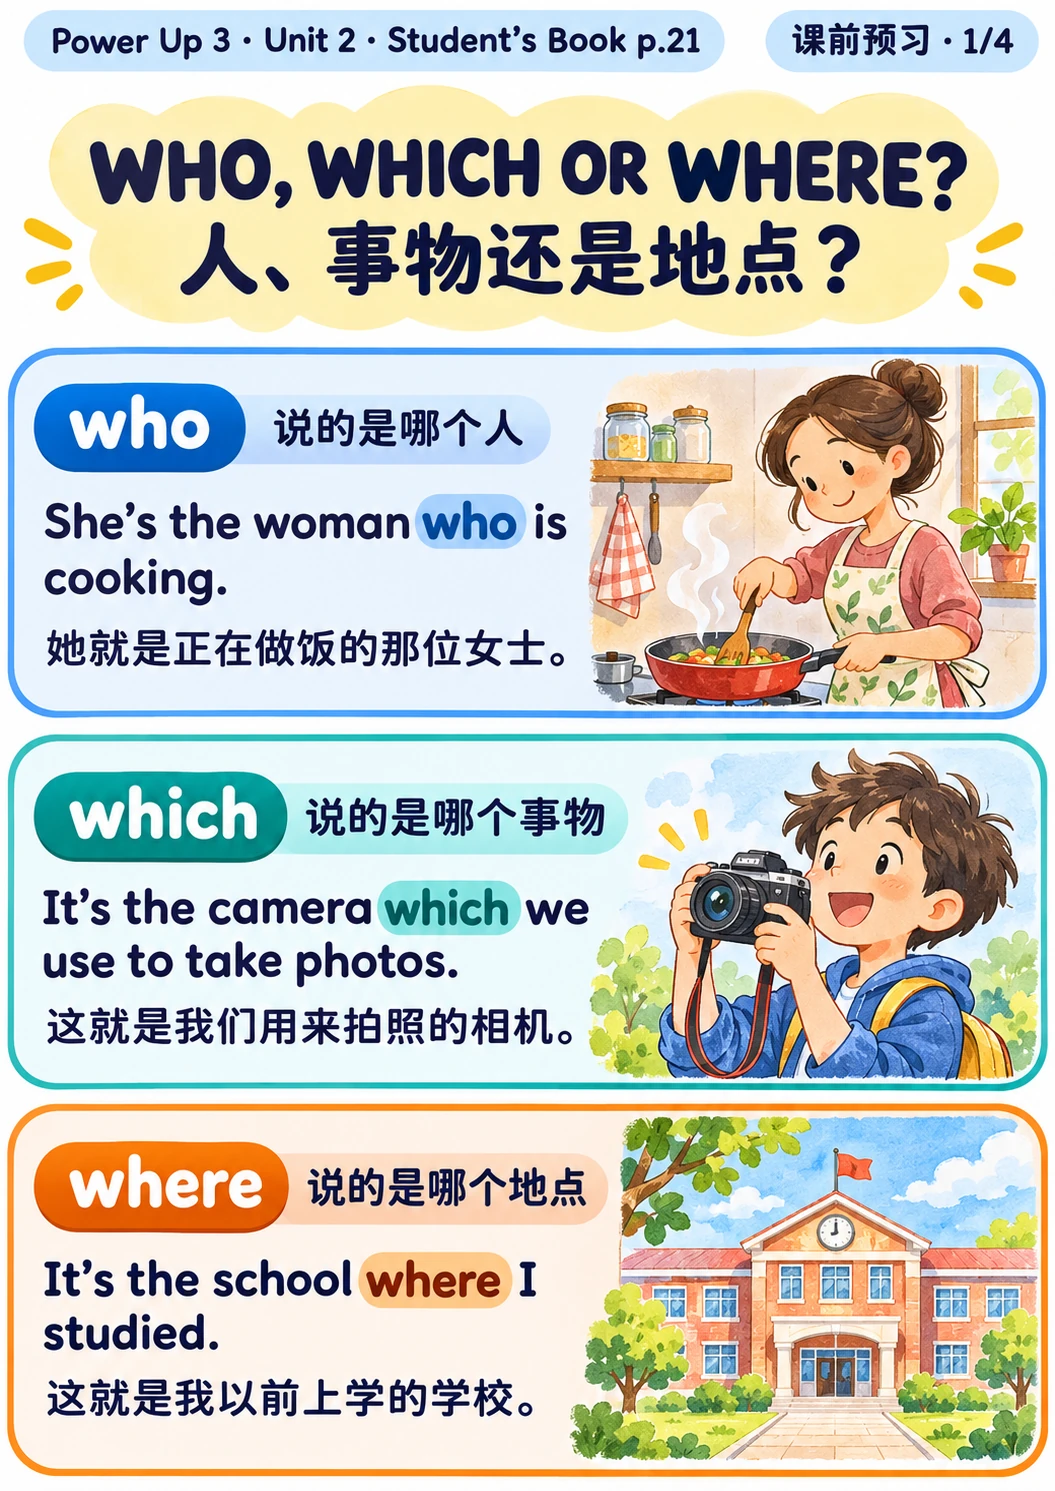 Power Up 3 · Unit 2 · Student's Book p.21
课前预习 · 1/4
WHO, WHICH OR WHERE?
人、事物还是地点？
who 说的是哪个人
She's the woman who is
cooking.
她就是正在做饭的那位女士。
which 说的是哪个事物
It's the camera which we
use to take photos.
这就是我们用来拍照的相机。
where 说的是哪个地点
It's the school where I
studied.
这就是我以前上学的学校。